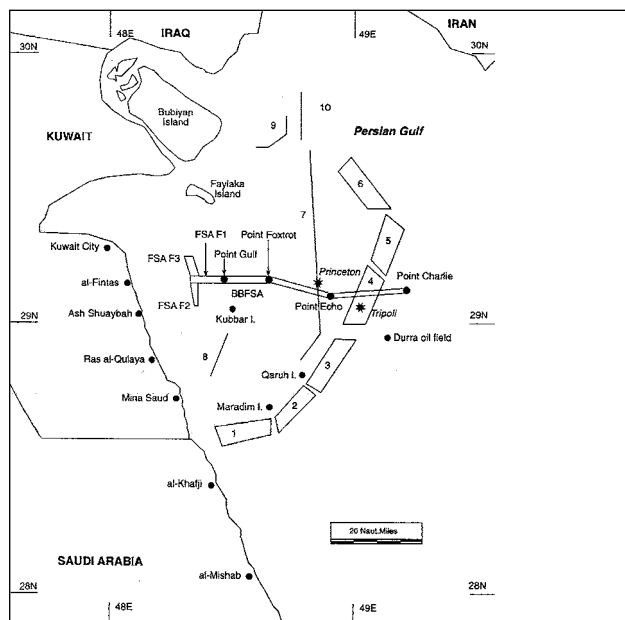 48E
IRAQ
49E
IRAN
30N
30N
Bubiyan
Island
9
10
KUWAIT
Persian Gulf
Faylaka
Island
6
7
Kuwait City
FSA F1
Point Foxtrot
FSA F3
Point Gulf
5
al-Fintas
Princeton
4
Point Charlie
FSA F2
BBFSA
Point Echo
Ash Shuaybah
Kubbar I.
Tripoli
29N
29N
Durra oil field
Ras al-Qulaya
8
Qaruh I.
3
Mina Saud
Maradim I.
2
1
al-Khafji
20 Naut.Miles
SAUDI ARABIA
al-Mishab
28N
28N
48E
49E